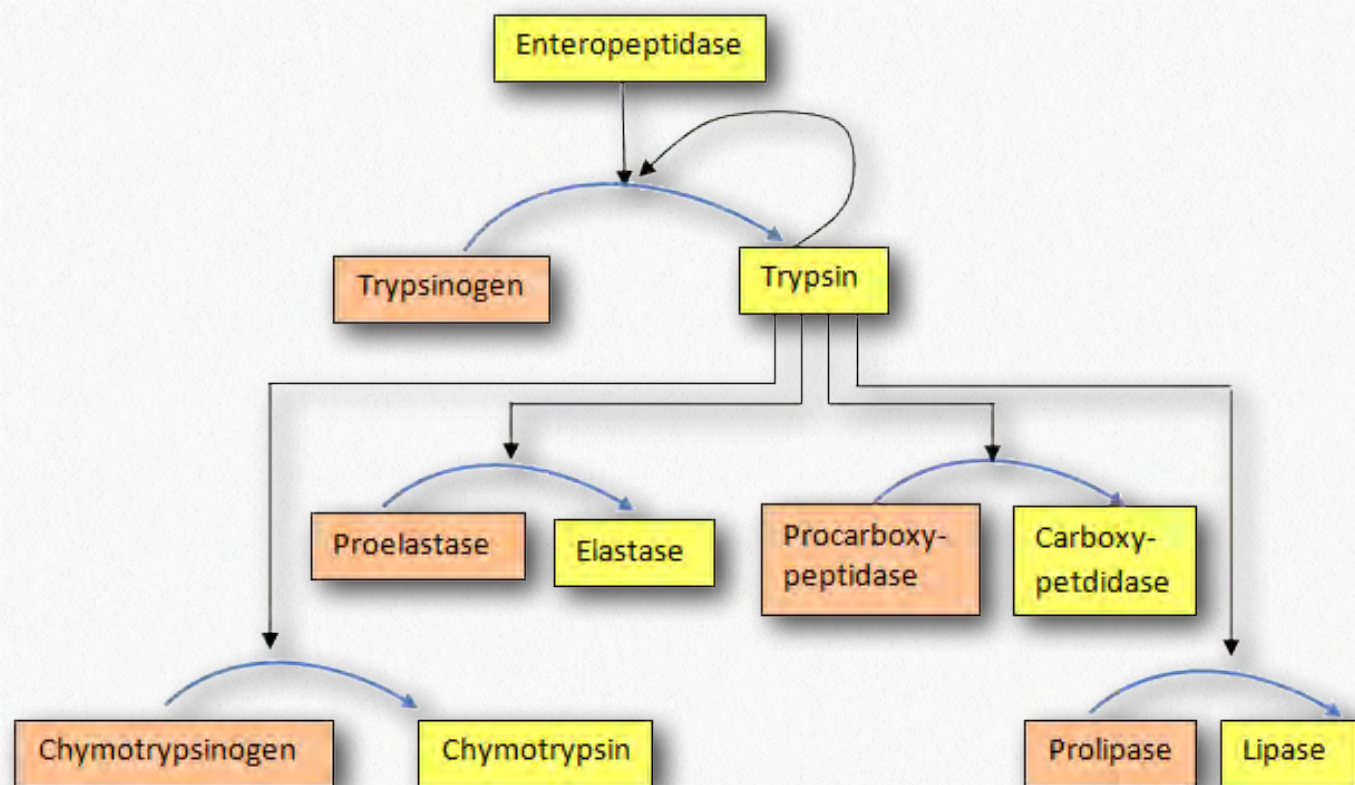 Enteropeptidase
Trypsinogen
Trypsin
Proelastase
Elastase
Procarboxy-
peptidase
Carboxy-
petdidase
Chymotrypsinogen
Chymotrypsin
Prolipase
Lipase